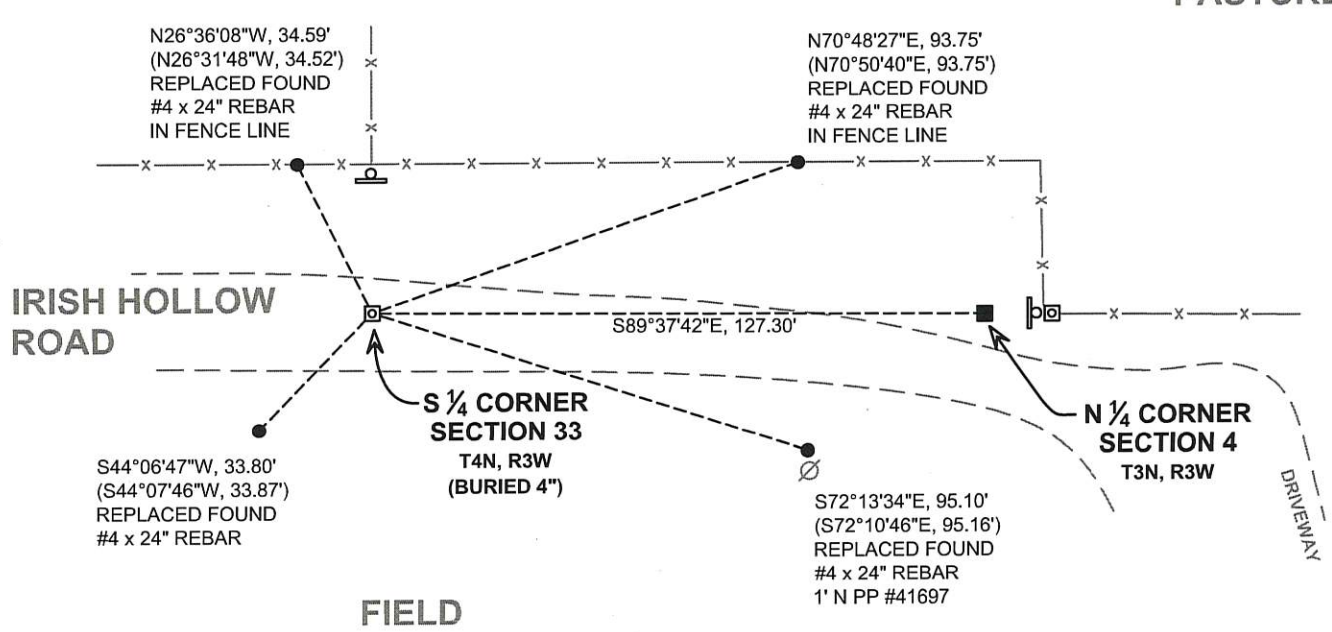 N26°36'08"W, 34.59'
(N26°31'48"W, 34.52')
REPLACED FOUND
#4 x 24" REBAR
IN FENCE LINE
N70°48'27"E, 93.75'
(N70°50'40"E, 93.75')
REPLACED FOUND
#4 x 24" REBAR
IN FENCE LINE
IRISH HOLLOW
ROAD
S89°37'42"E, 127.30'
S 1/4 CORNER
SECTION 33
T4N, R3W
(BURIED 4")
N 1/4 CORNER
SECTION 4
T3N, R3W
S44°06'47"W, 33.80'
(S44°07'46"W, 33.87')
REPLACED FOUND
#4 x 24" REBAR
S72°13'34"E, 95.10'
(S72°10'46"E, 95.16')
REPLACED FOUND
#4 x 24" REBAR
1' N PP #41697
DRIVEWAY
FIELD